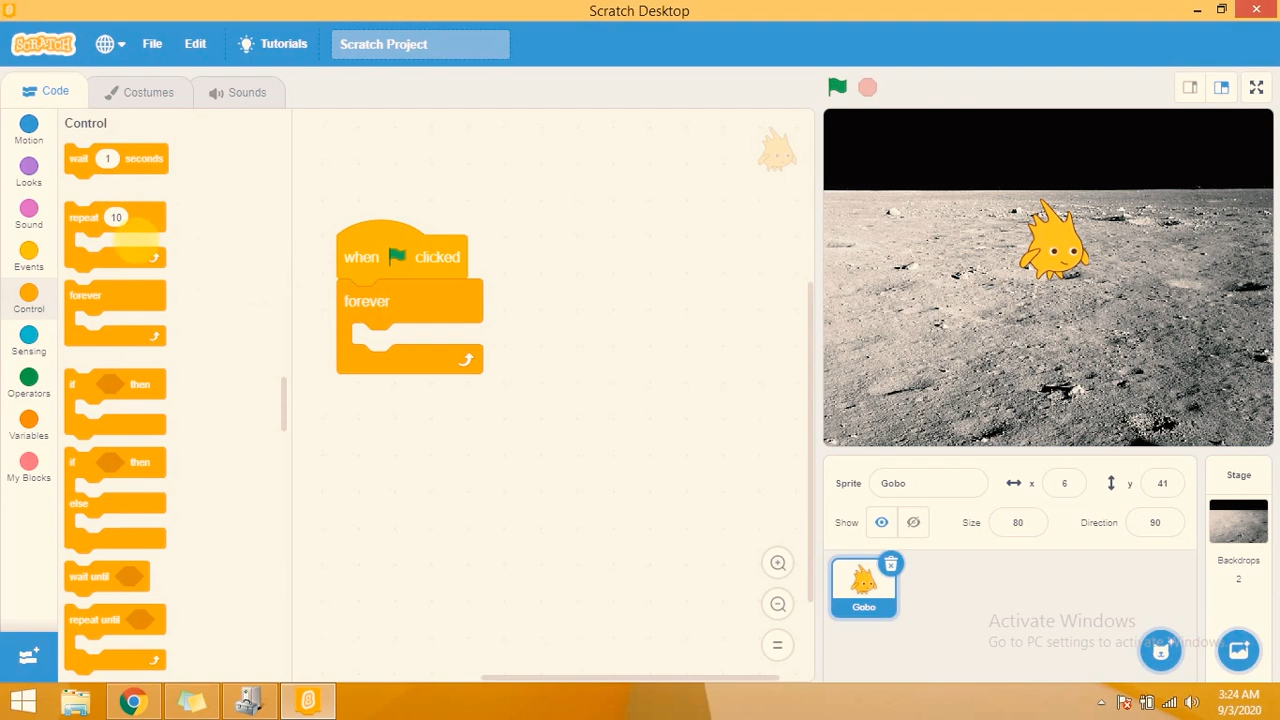 Scratch Desktop
SCRATCH
File
Edit
Tutorials
Scratch Project
Code
Costumes
Sounds
Motion
Looks
Sound
Events
Control
Sensing
Operators
Variables
My Blocks
Control
wait 1 seconds
repeat 10
forever
if then
if then
else
wait until
repeat until
when clicked
forever
Sprite
Gobo
x
6
y
41
Show
Size
80
Direction
90
Gobo
Stage
Backdrops
2
Activate Windows
Go to PC settings to activate Windows.
3:24 AM
9/3/2020